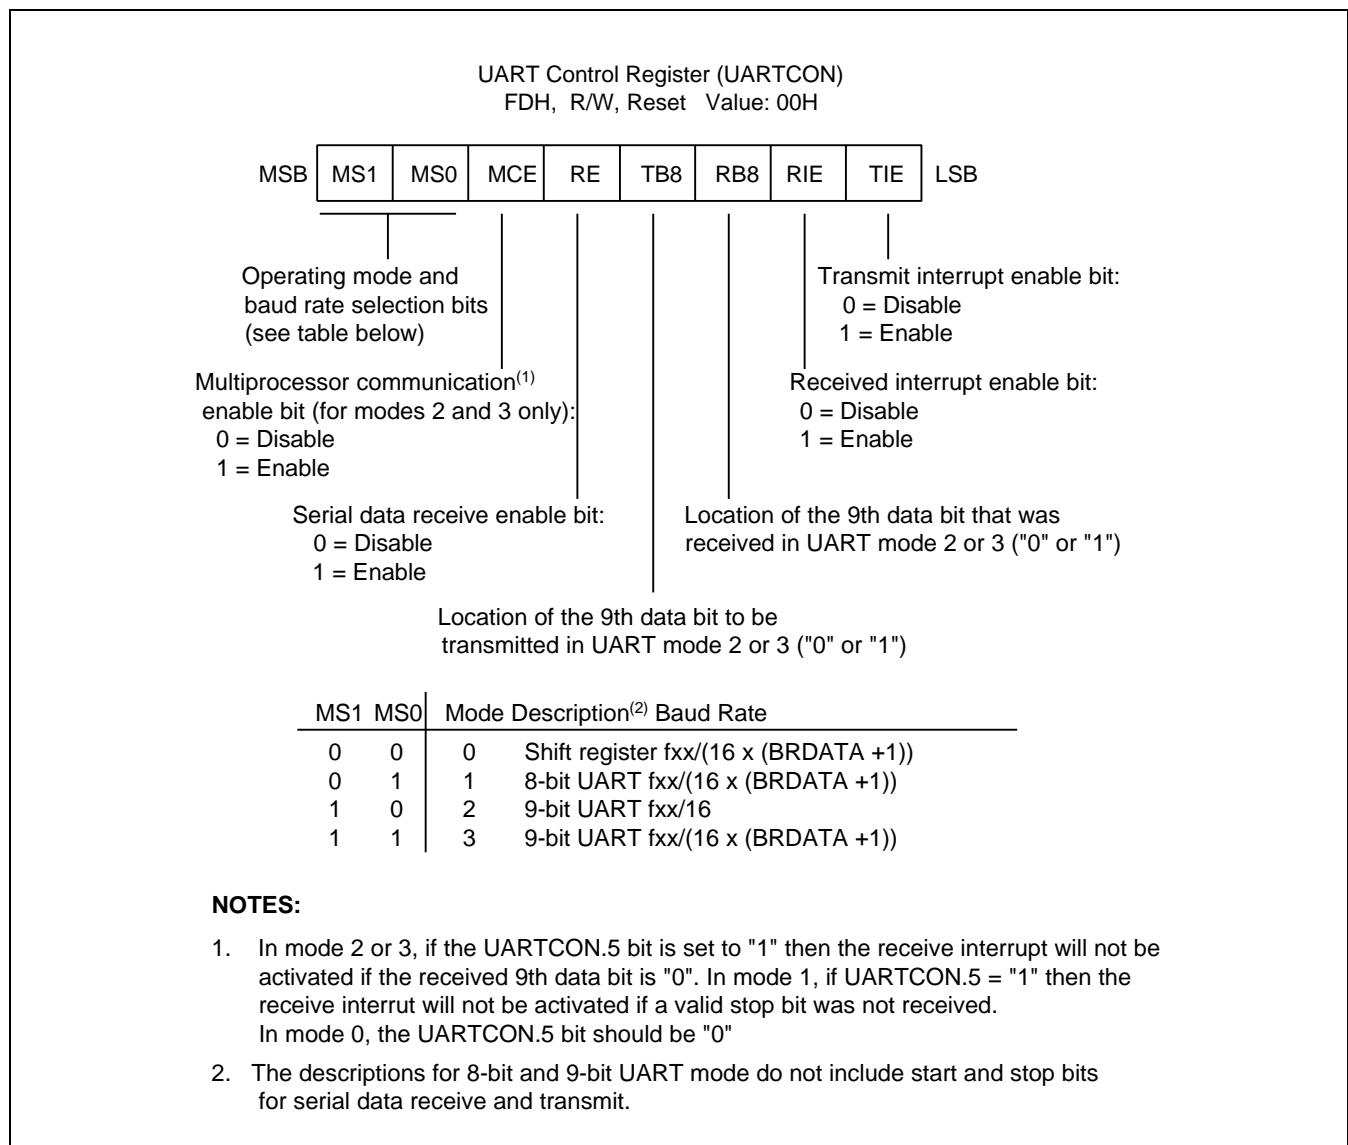 UART Control Register (UARTCON)
FDH, R/W, Reset Value: 00H
MSB MS1 MS0 MCE RE TB8 RB8 RIE TIE LSB
Operating mode and
baud rate selection bits
(see table below)
Transmit interrupt enable bit:
0 = Disable
1 = Enable
Multiprocessor communication(1)
enable bit (for modes 2 and 3 only):
0 = Disable
1 = Enable
Received interrupt enable bit:
0 = Disable
1 = Enable
Serial data receive enable bit:
0 = Disable
1 = Enable
Location of the 9th data bit that was
received in UART mode 2 or 3 ("0" or "1")
Location of the 9th data bit to be
transmitted in UART mode 2 or 3 ("0" or "1")
MS1 MS0 Mode Description(2) Baud Rate
0 0 0 Shift register fxx/(16 x (BRDATA +1))
0 1 1 8-bit UART fxx/(16 x (BRDATA +1))
1 0 2 9-bit UART fxx/16
1 1 3 9-bit UART fxx/(16 x (BRDATA +1))
NOTES:
1. In mode 2 or 3, if the UARTCON.5 bit is set to "1" then the receive interrupt will not be
activated if the received 9th data bit is "0". In mode 1, if UARTCON.5 = "1" then the
receive interrut will not be activated if a valid stop bit was not received.
In mode 0, the UARTCON.5 bit should be "0"
2. The descriptions for 8-bit and 9-bit UART mode do not include start and stop bits
for serial data receive and transmit.